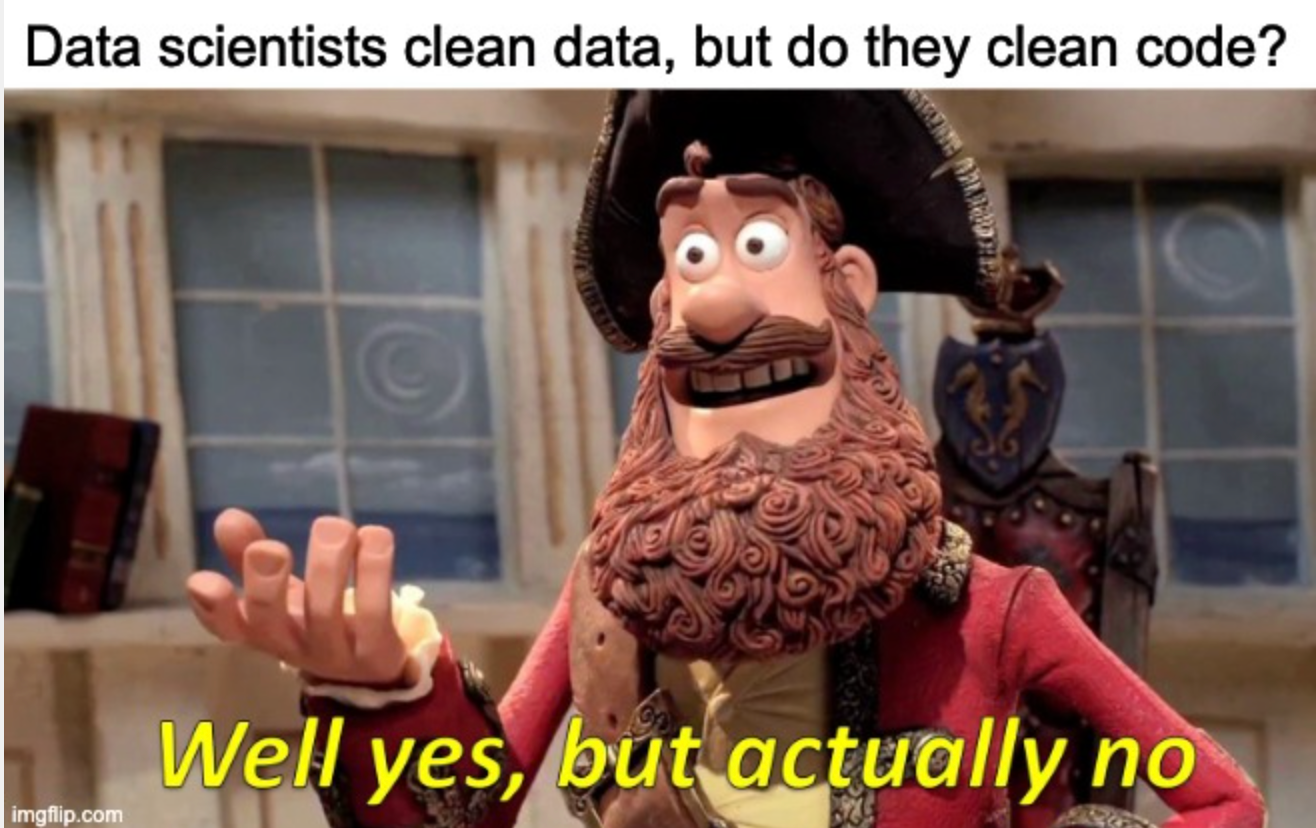 Data scientists clean data, but do they clean code?
Well yes, but actually no
imgflip.com